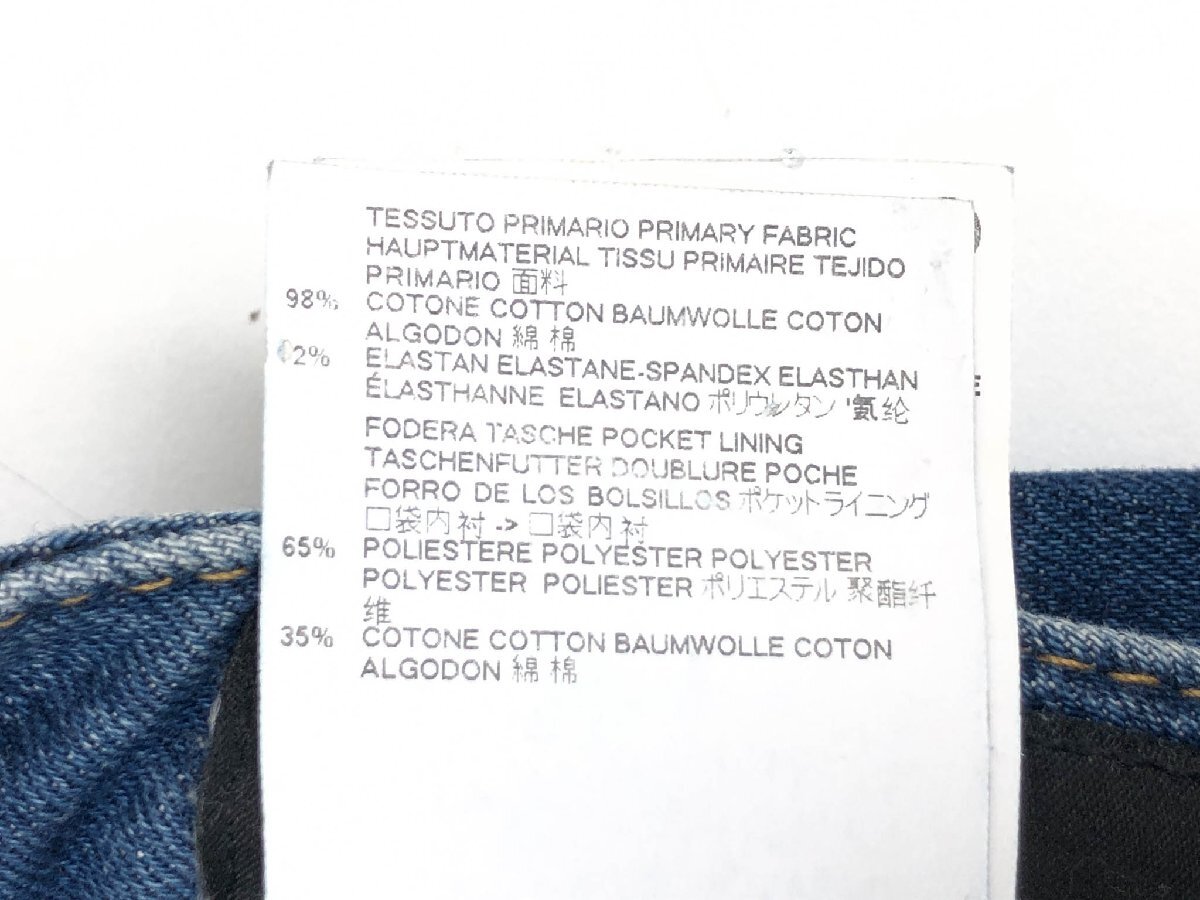 TESSUTO PRIMARIO PRIMARY FABRIC
HAUPTMATERIAL TISSU PRIMAIRE TEJIDO
PRIMARIO 面料
98% COTONE COTTON BAUMWOLLE COTON
ALGODON 綿 棉
2% ELASTAN ELASTANE-SPANDEX ELASTHAN
ÉLASTHANNE ELASTANO ポリウレタン '氨纶
FODERA TASCHE POCKET LINING
TASCHENFUTTER DOUBLURE POCHE
FORRO DE LOS BOLSILLOS ポケットライニング
口袋内衬 -> 口袋内衬
65% POLIESTERE POLYESTER POLYESTER
POLYESTER POLIESTER ポリエステル 聚酯纤
维
35% COTONE COTTON BAUMWOLLE COTON
ALGODON 綿 棉